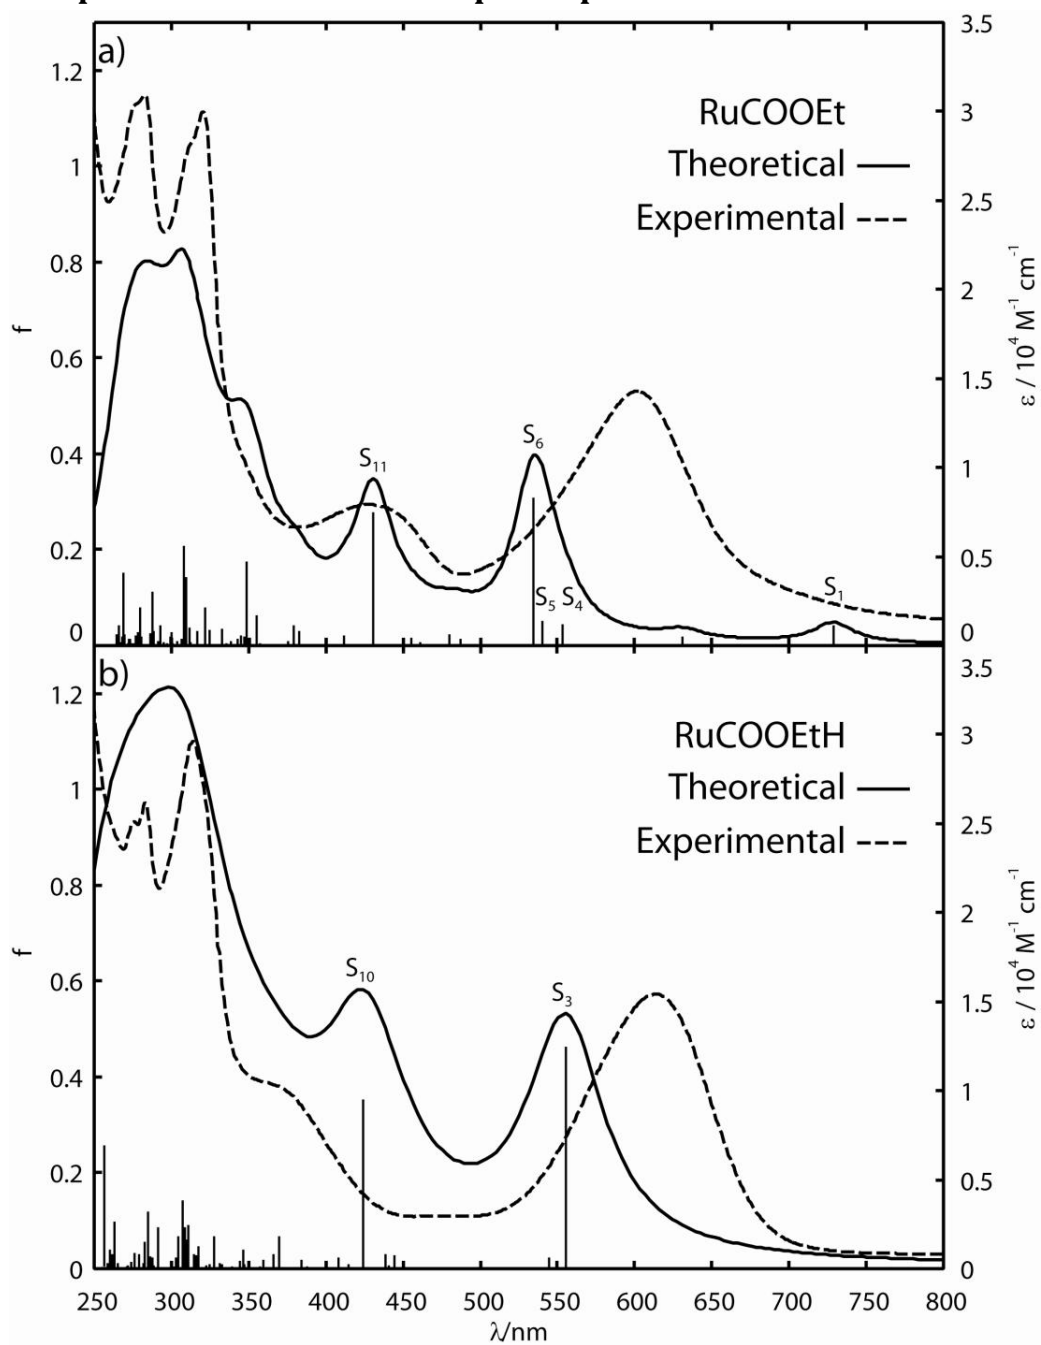 a)
RuCOOEt
Theoretical
Experimental
1.2
1
0.8
0.6
0.4
0.2
0
f
3.5
3
2.5
2
1.5
1
0.5
0
ε / 10⁴ M⁻¹ cm⁻¹
S₁₁
S₆
S₅ S₄
S₁
b)
RuCOOEtH
Theoretical
Experimental
1.2
1
0.8
0.6
0.4
0.2
0
f
3.5
3
2.5
2
1.5
1
0.5
0
ε / 10⁴ M⁻¹ cm⁻¹
S₁₀
S₃
250 300 350 400 450 500 550 600 650 700 750 800
λ/nm